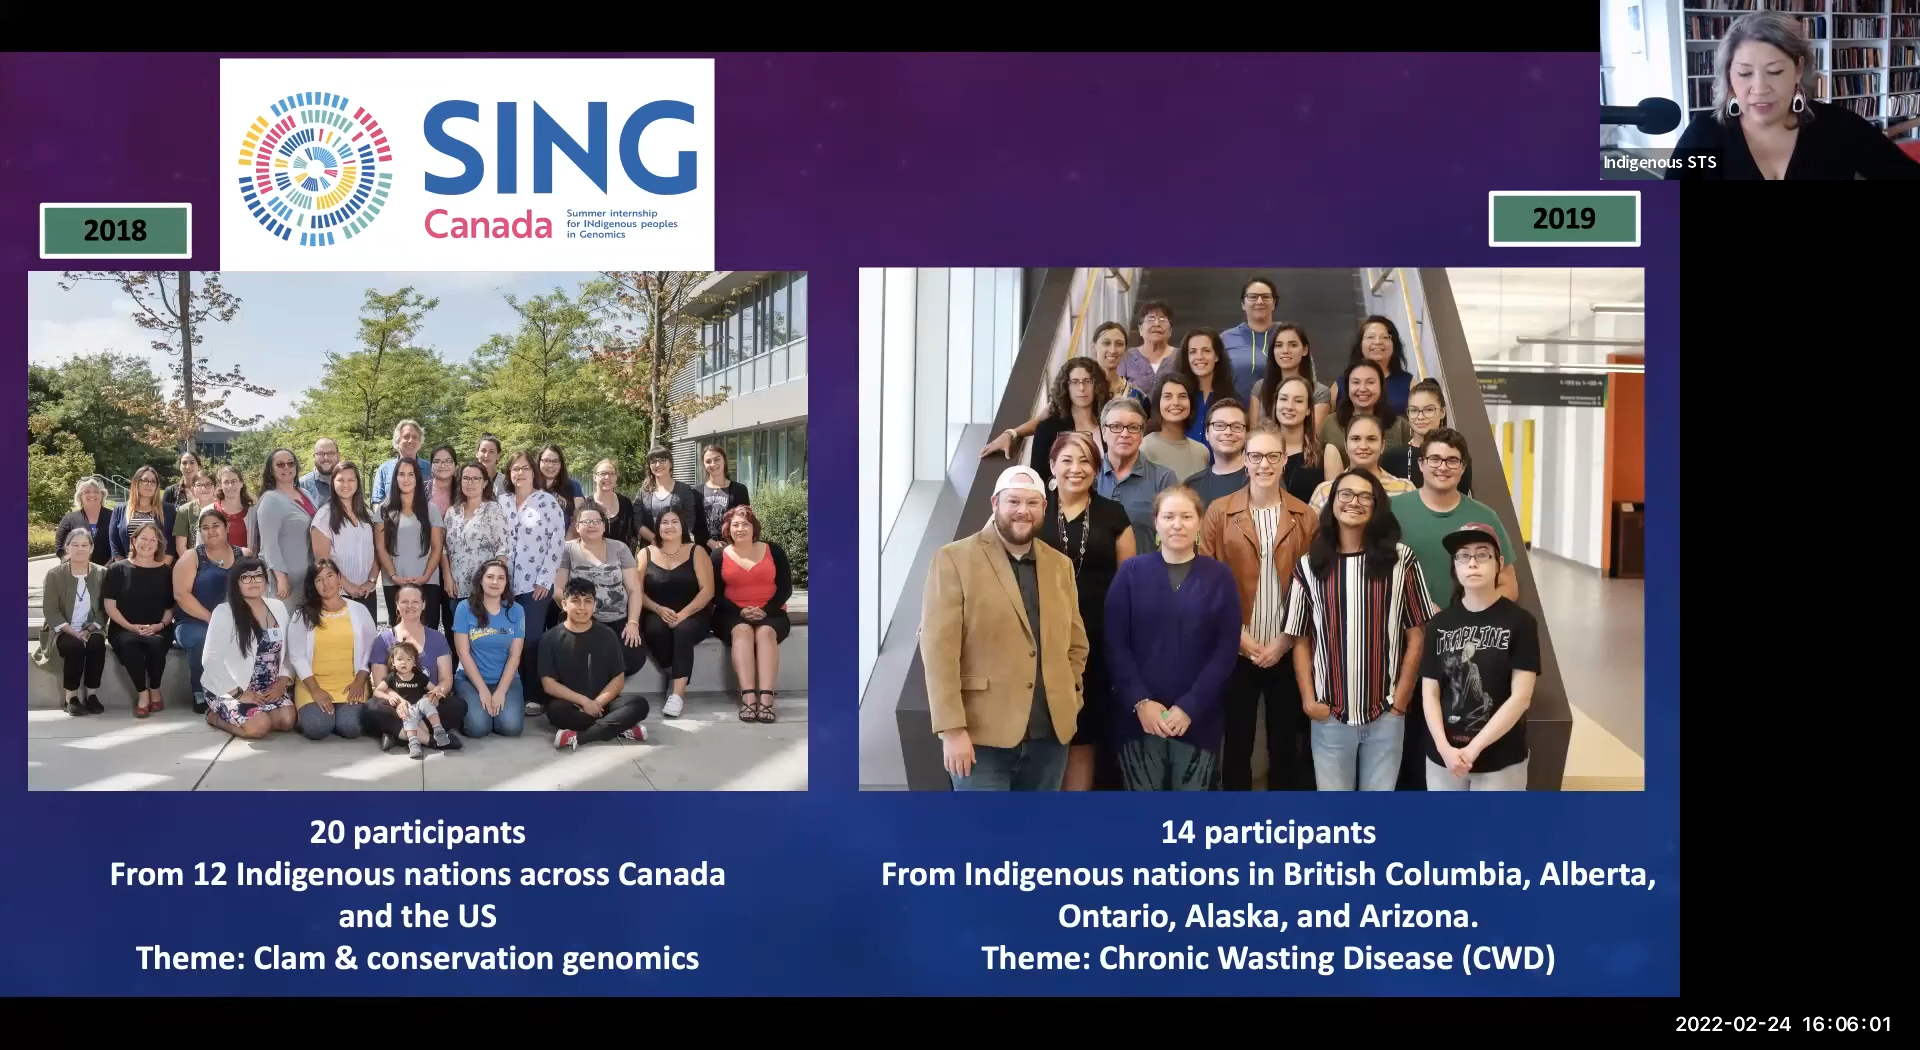 SING
Canada
Summer internship
for INdigenous peoples
in Genomics
Indigenous STS
2018
2019
TRAPLINE
20 participants
From 12 Indigenous nations across Canada
and the US
Theme: Clam & conservation genomics
14 participants
From Indigenous nations in British Columbia, Alberta,
Ontario, Alaska, and Arizona.
Theme: Chronic Wasting Disease (CWD)
2022-02-24 16:06:01